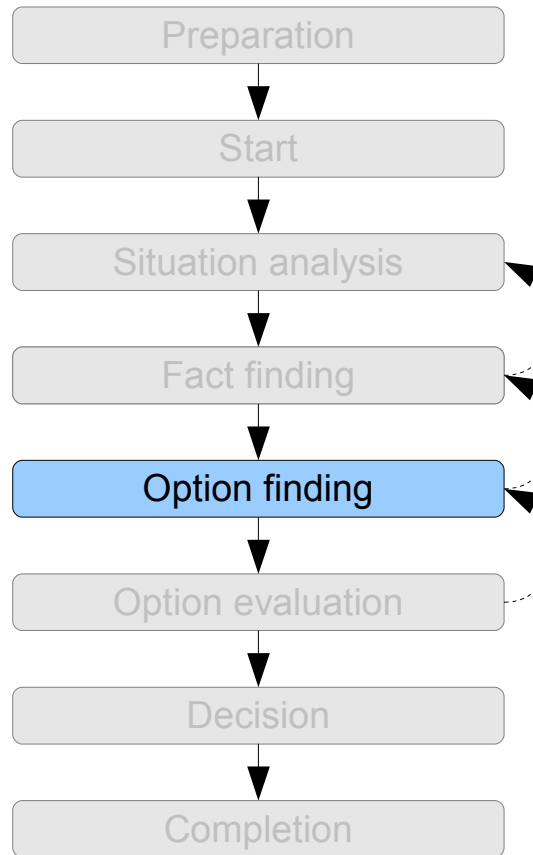 Preparation
Start
Situation analysis
Fact finding
Option finding
Option evaluation
Decision
Completion